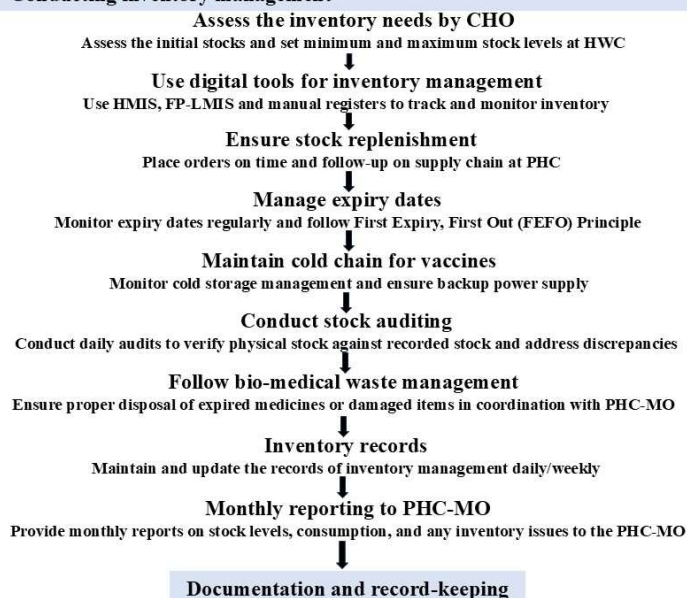 Conducting inventory management
Assess the inventory needs by CHO
Assess the initial stocks and set minimum and maximum stock levels at HWC
Use digital tools for inventory management
Use HMIS, FP-LMIS and manual registers to track and monitor inventory
Ensure stock replenishment
Place orders on time and follow-up on supply chain at PHC
Manage expiry dates
Monitor expiry dates regularly and follow First Expiry, First Out (FEFO) Principle
Maintain cold chain for vaccines
Monitor cold storage management and ensure backup power supply
Conduct stock auditing
Conduct daily audits to verify physical stock against recorded stock and address discrepancies
Follow bio-medical waste management
Ensure proper disposal of expired medicines or damaged items in coordination with PHC-MO
Inventory records
Maintain and update the records of inventory management daily/weekly
Monthly reporting to PHC-MO
Provide monthly reports on stock levels, consumption, and any inventory issues to the PHC-MO
Documentation and record-keeping